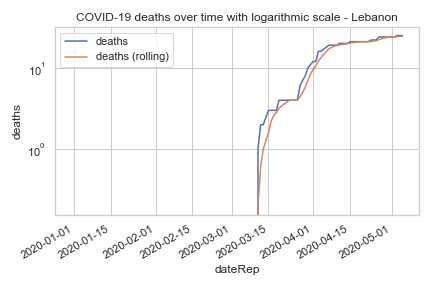 COVID-19 deaths over time with logarithmic scale - Lebanon
deaths
deaths (rolling)
10¹
10⁰
deaths
2020-01-01
2020-01-15
2020-02-01
2020-02-15
2020-03-01
2020-03-15
2020-04-01
2020-04-15
2020-05-01
dateRep